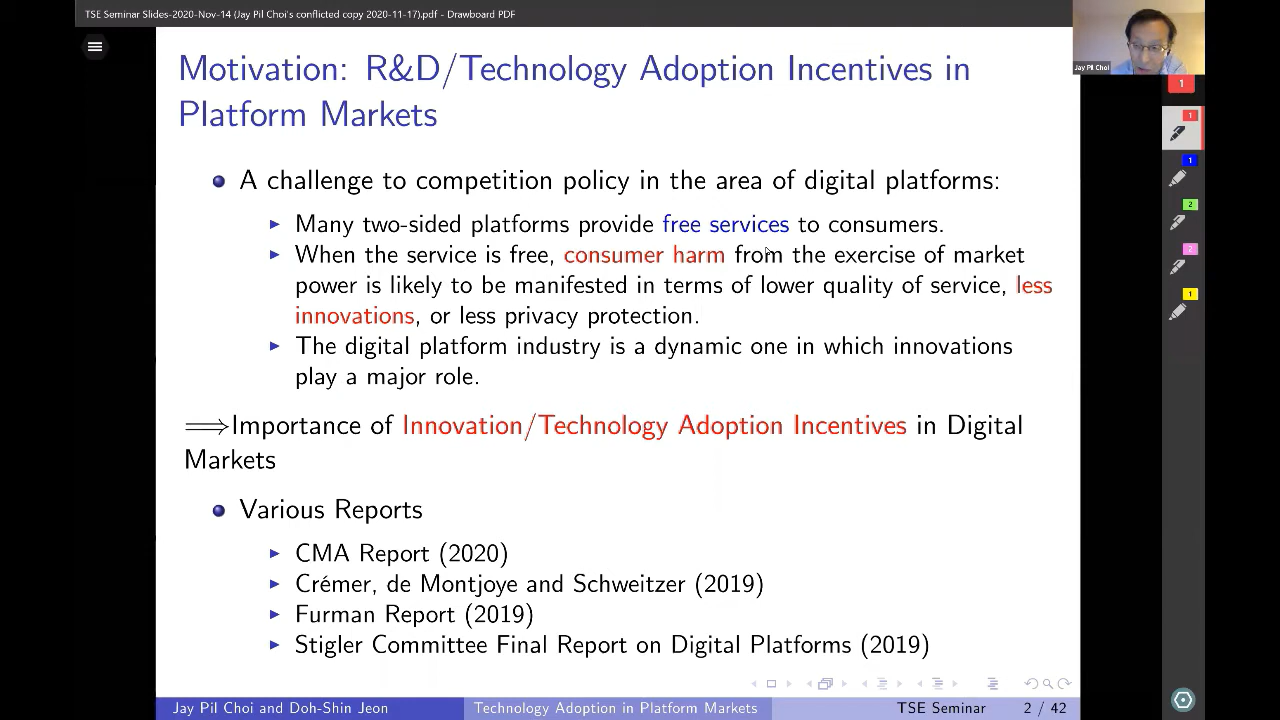 TSE Seminar Slides-2020-Nov-14 (Jay Pil Choi's conflicted copy 2020-11-17).pdf - Drawboard PDF
Motivation: R&D/Technology Adoption Incentives in
Platform Markets
A challenge to competition policy in the area of digital platforms:
Many two-sided platforms provide free services to consumers.
When the service is free, consumer harm from the exercise of market
power is likely to be manifested in terms of lower quality of service, less
innovations, or less privacy protection.
The digital platform industry is a dynamic one in which innovations
play a major role.
⟹Importance of Innovation/Technology Adoption Incentives in Digital
Markets
Various Reports
CMA Report (2020)
Crémer, de Montjoye and Schweitzer (2019)
Furman Report (2019)
Stigler Committee Final Report on Digital Platforms (2019)
Jay Pil Choi and Doh-Shin Jeon
Technology Adoption in Platform Markets
TSE Seminar
2 / 42
Jay Pil Choi
1
1
1
2
2
1